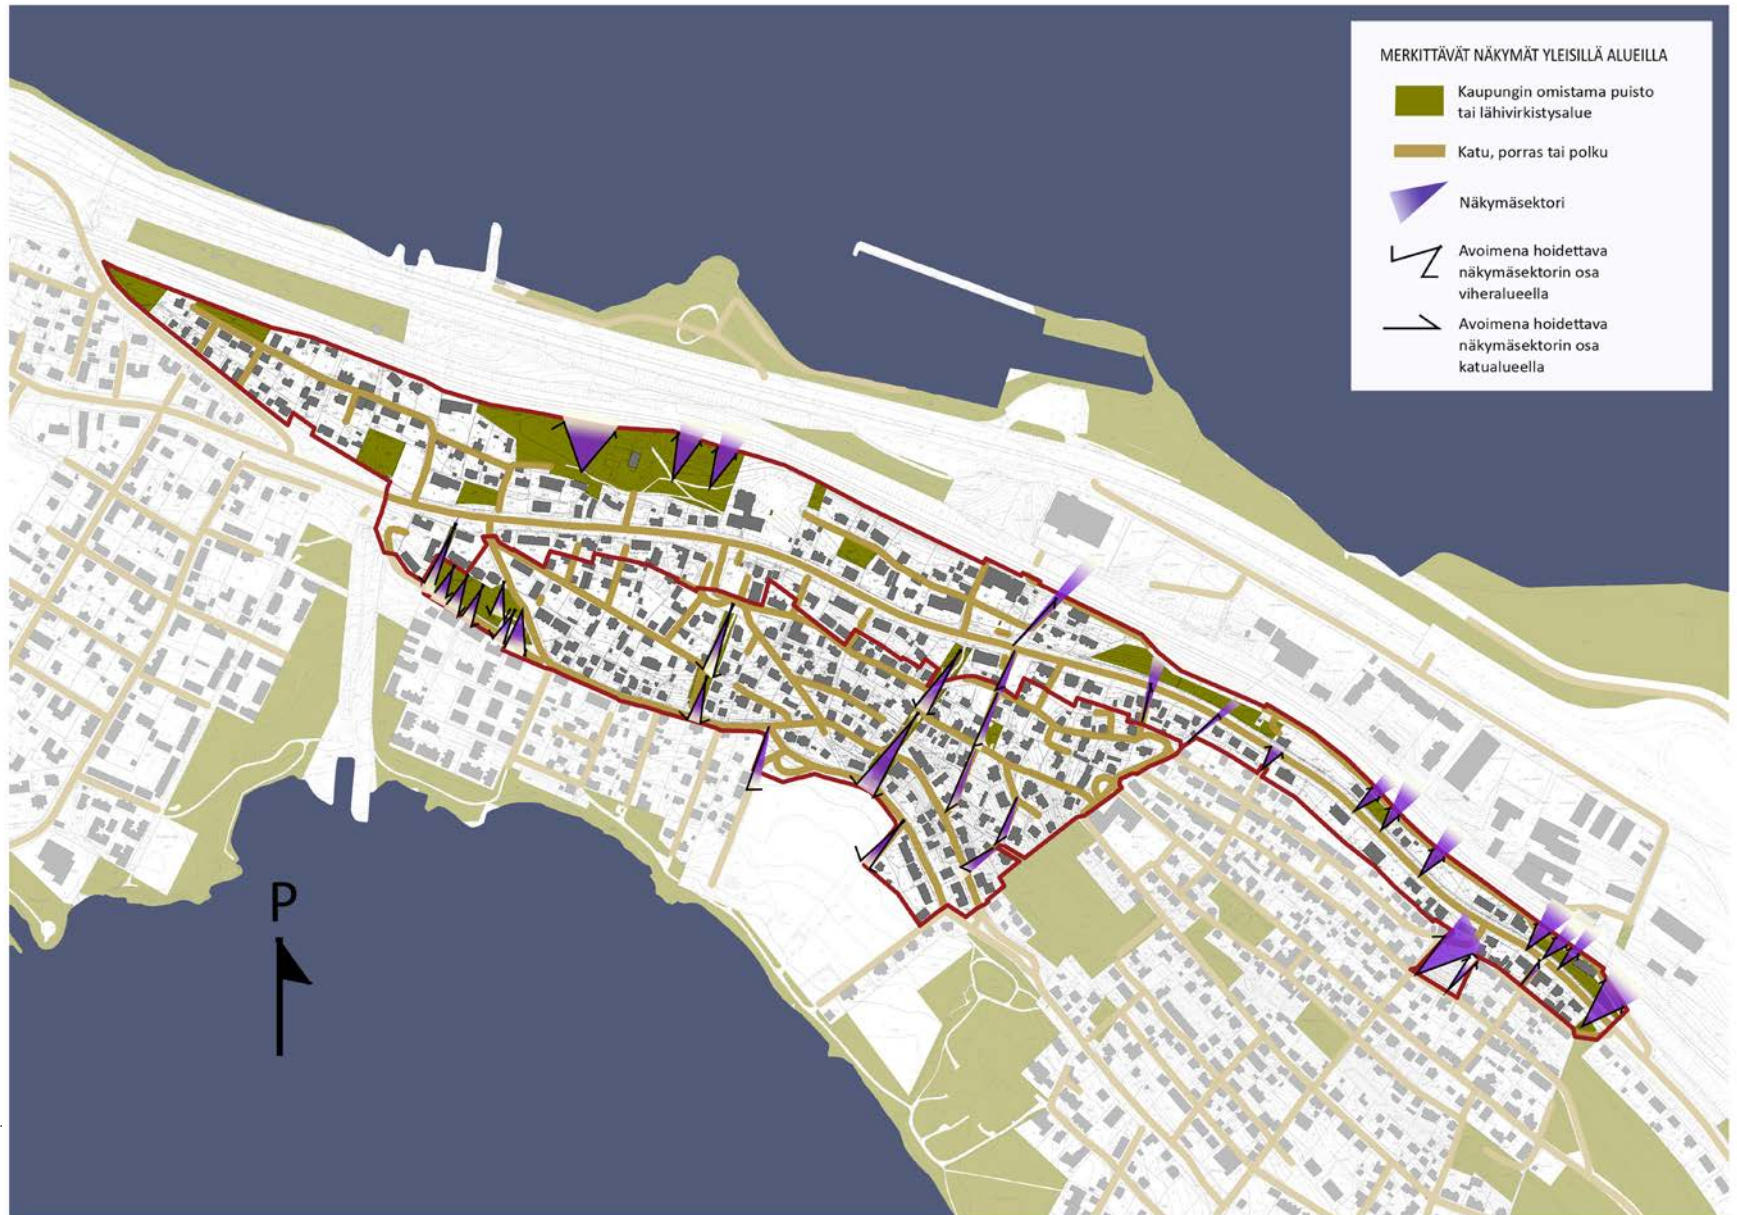 MERKITTÄVÄT NÄKYMÄT YLEISILLÄ ALUEILLA
Kaupungin omistama puisto
tai lähivirkistysalue
Katu, porras tai polku
Näkymäsektori
Avoimena hoidettava
näkymäsektorin osa
viheralueella
Avoimena hoidettava
näkymäsektorin osa
katualueella
P